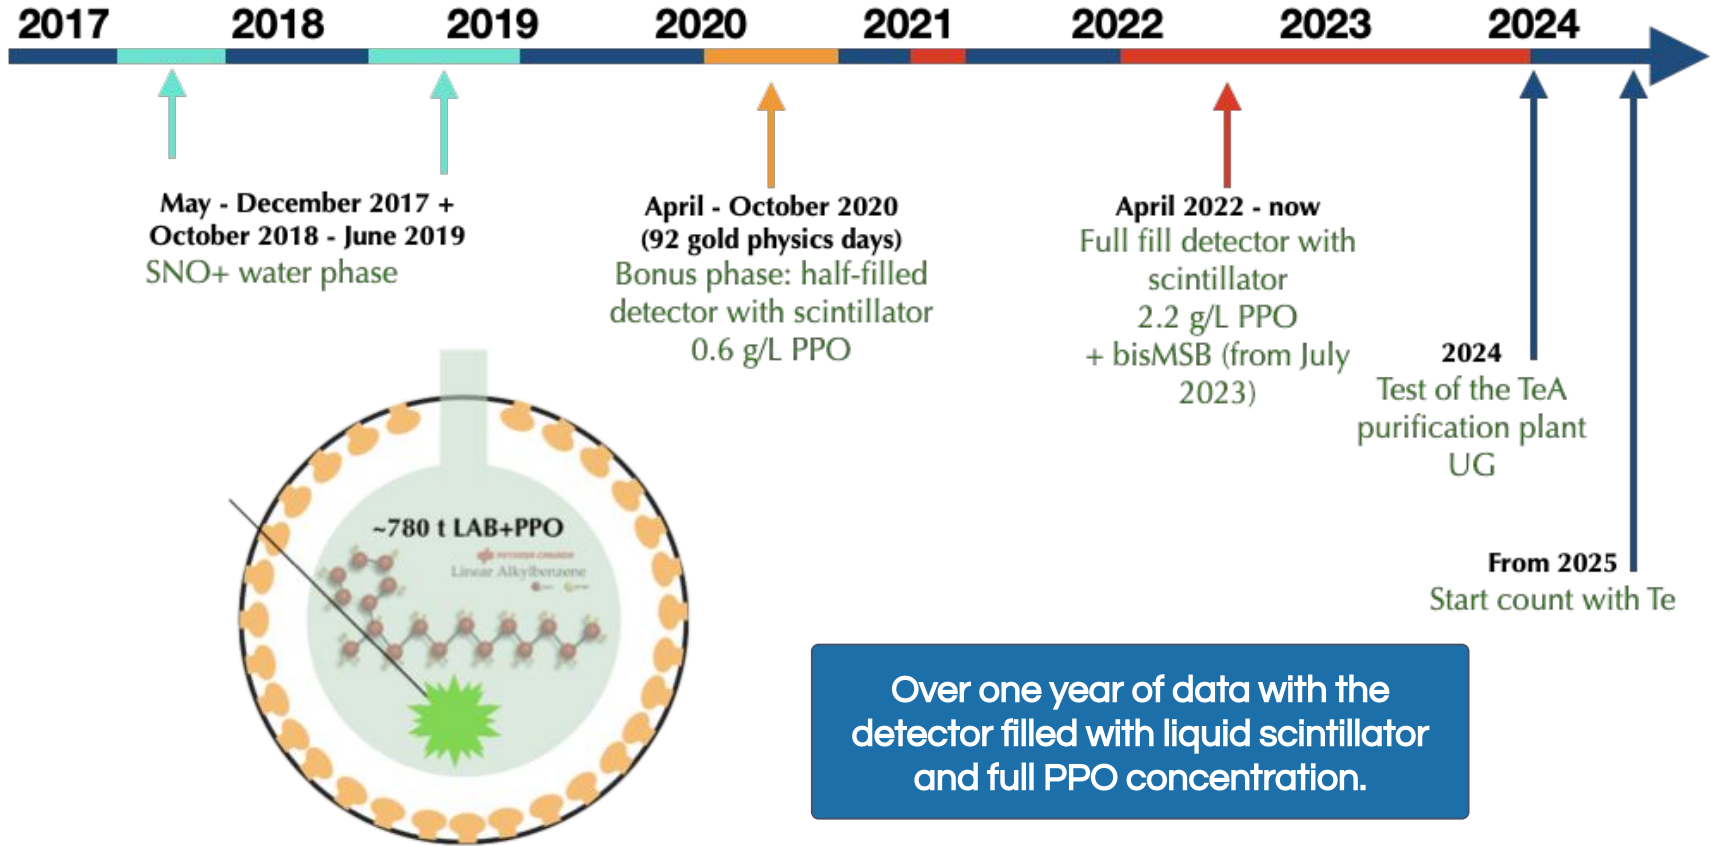 2017 2018 2019 2020 2021 2022 2023 2024
May - December 2017 +
October 2018 - June 2019
SNO+ water phase
April - October 2020
(92 gold physics days)
Bonus phase: half-filled
detector with scintillator
0.6 g/L PPO
April 2022 - now
Full fill detector with
scintillator
2.2 g/L PPO
+ bisMSB (from July
2023)
2024
Test of the TeA
purification plant
UG
From 2025
Start count with Te
~780 t LAB+PPO
Linear Alkylbenzene
Over one year of data with the
detector filled with liquid scintillator
and full PPO concentration.